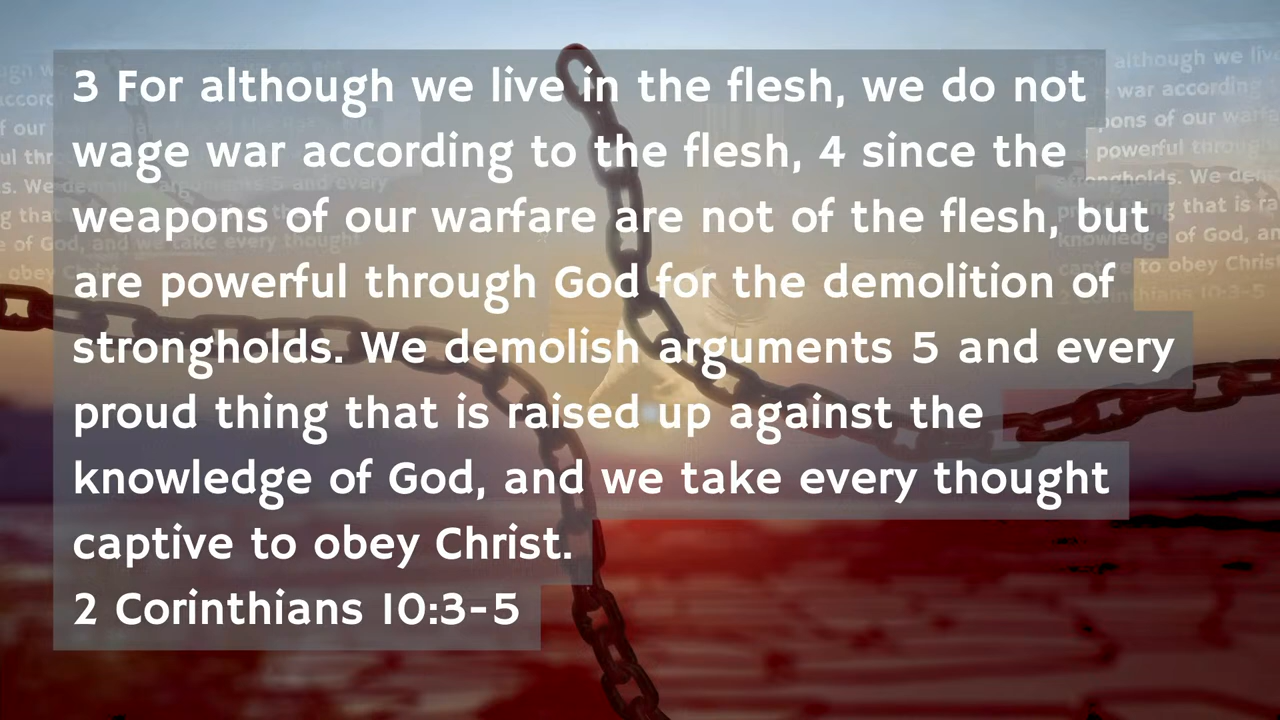 3 For although we live in the flesh, we do not
wage war according to the flesh, 4 since the
weapons of our warfare are not of the flesh, but
are powerful through God for the demolition of
strongholds. We demolish arguments 5 and every
proud thing that is raised up against the
knowledge of God, and we take every thought
captive to obey Christ.
2 Corinthians 10:3-5